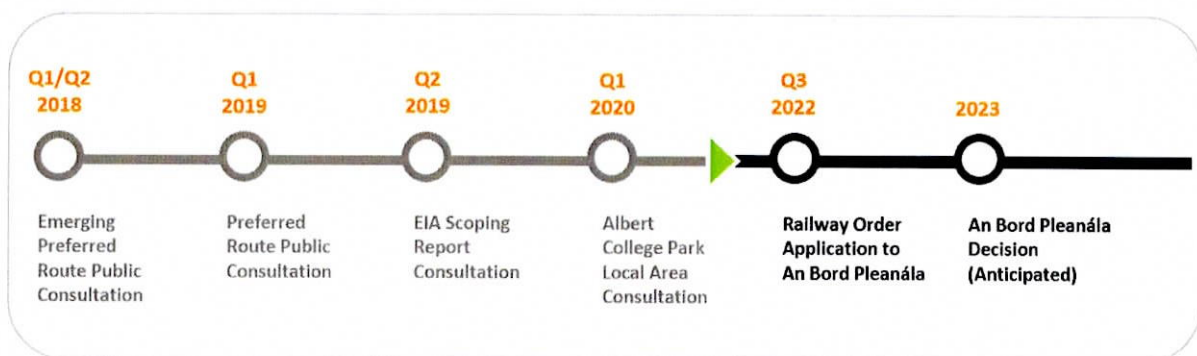 Q1/Q2
2018
Q1
2019
Q2
2019
Q1
2020
Q3
2022
2023
Emerging
Preferred
Route Public
Consultation
Preferred
Route Public
Consultation
EIA Scoping
Report
Consultation
Albert
College Park
Local Area
Consultation
Railway Order
Application to
An Bord Pleanála
An Bord Pleanála
Decision
(Anticipated)